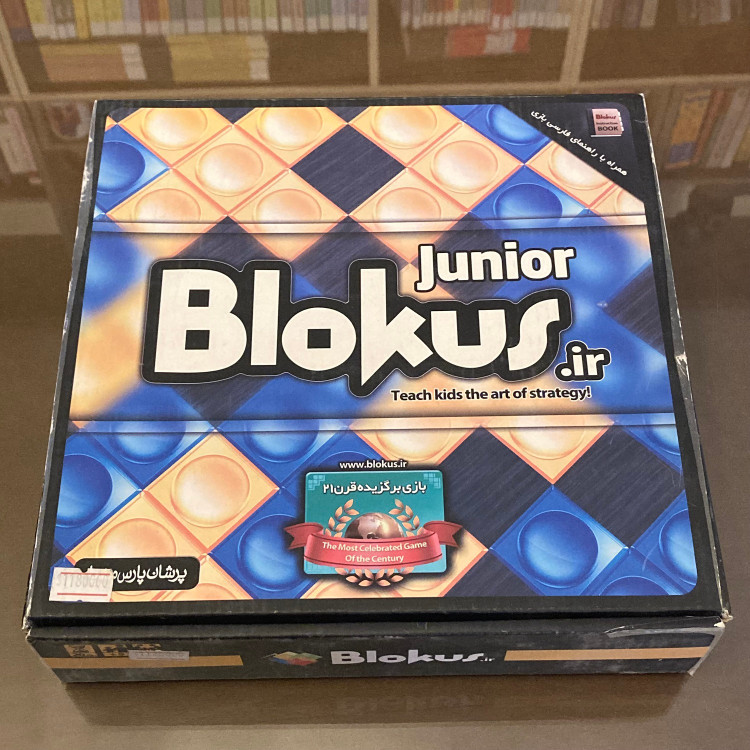 Blokus
BOOK
همراه با راهنمای فارسی بازی
Junior
Blokus.ir
Teach kids the art of strategy!
www.blokus.ir
بازی برگزیده قرن ۲۱
The Most Celebrated Game
Of the Century
پرشان پارس
Blokus.ir